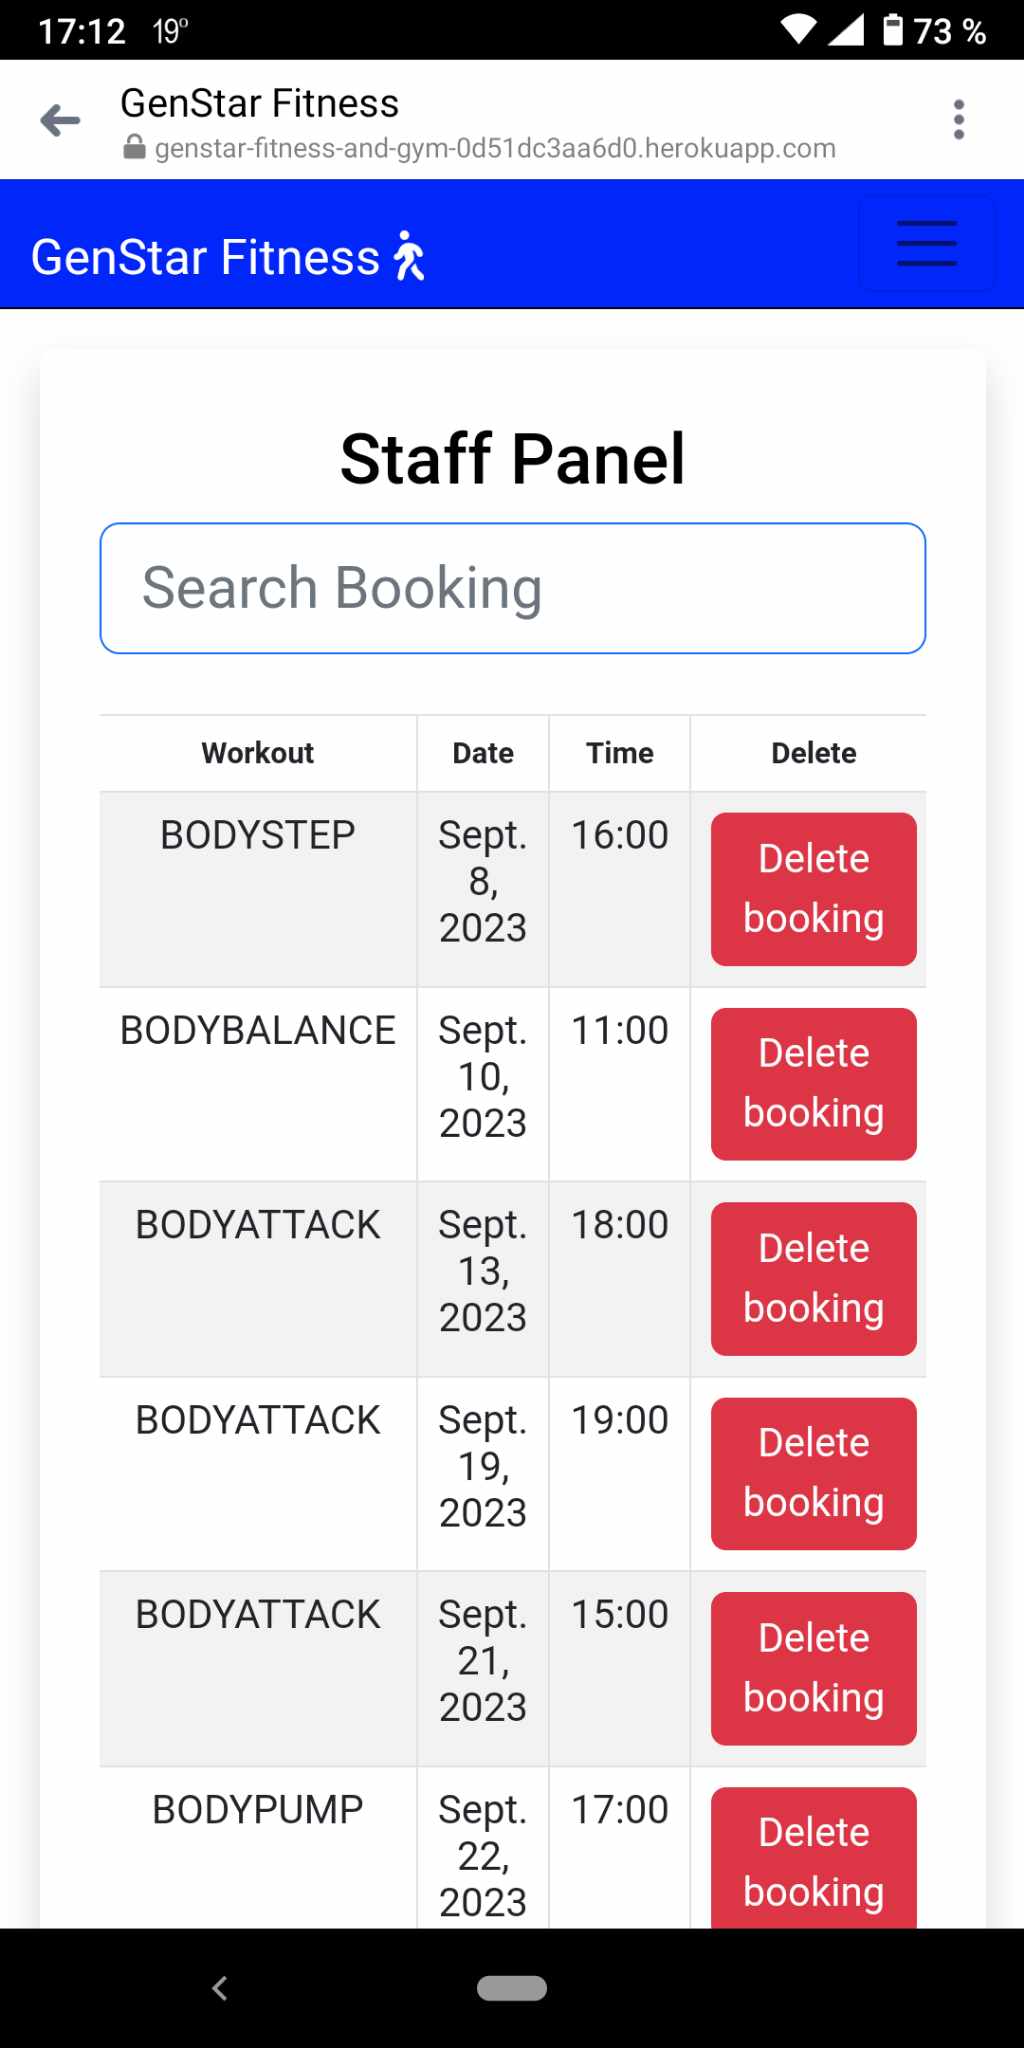 17:12 19°
73 %
GenStar Fitness
genstar-fitness-and-gym-0d51dc3aa6d0.herokuapp.com
GenStar Fitness
Staff Panel
Search Booking
Workout Date Time Delete
BODYSTEP Sept. 16:00 Delete
8, booking
2023
BODYBALANCE Sept. 11:00 Delete
10, booking
2023
BODYATTACK Sept. 18:00 Delete
13, booking
2023
BODYATTACK Sept. 19:00 Delete
19, booking
2023
BODYATTACK Sept. 15:00 Delete
21, booking
2023
BODYPUMP Sept. 17:00 Delete
22, booking
2023